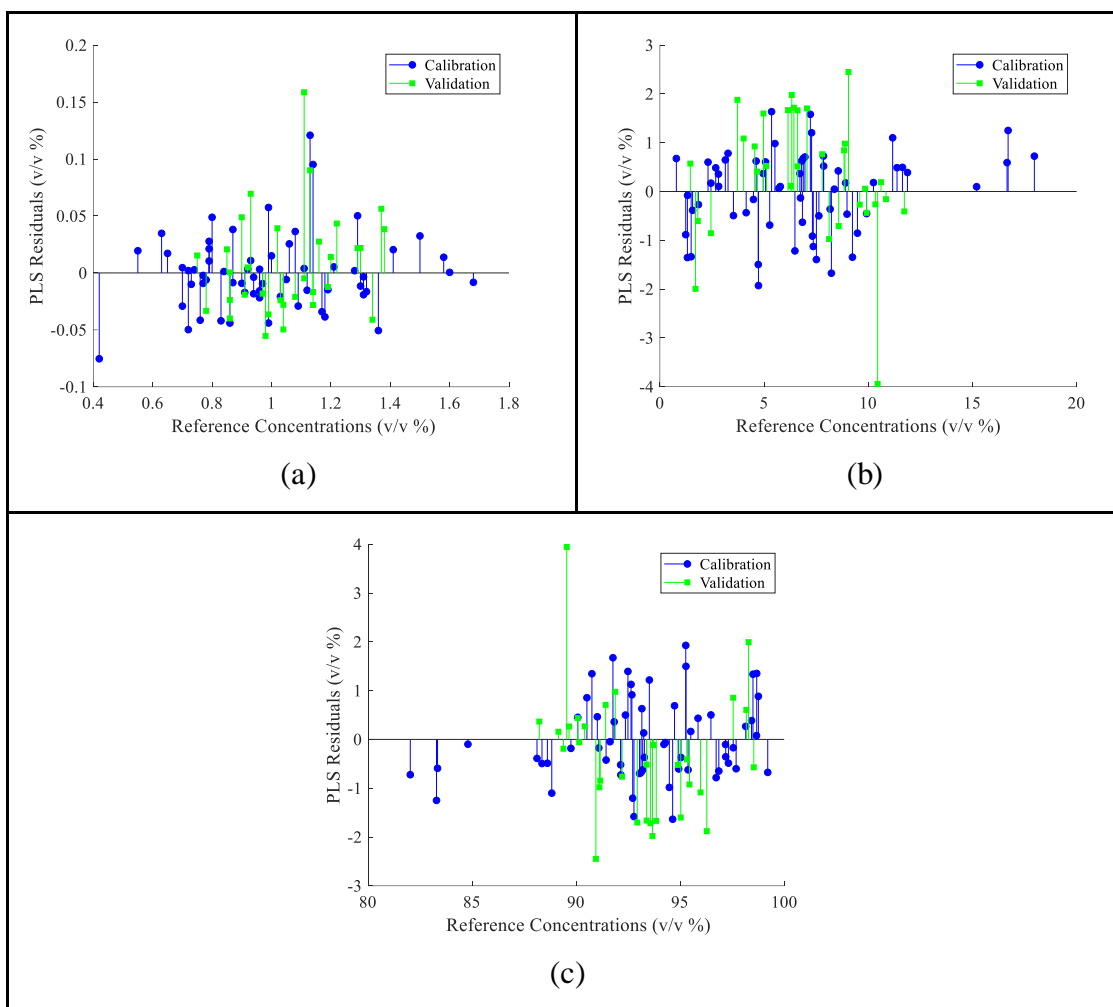 0.2
0.15
0.1
0.05
0
-0.05
-0.1
PLS Residuals (v/v %)
Calibration
Validation
0.4 0.6 0.8 1 1.2 1.4 1.6 1.8
Reference Concentrations (v/v %)
(a)
3
2
1
0
-1
-2
-3
-4
PLS Residuals (v/v %)
Calibration
Validation
0 5 10 15 20
Reference Concentrations (v/v %)
(b)
4
3
2
1
0
-1
-2
-3
PLS Residuals (v/v %)
Calibration
Validation
80 85 90 95 100
Reference Concentrations (v/v %)
(c)